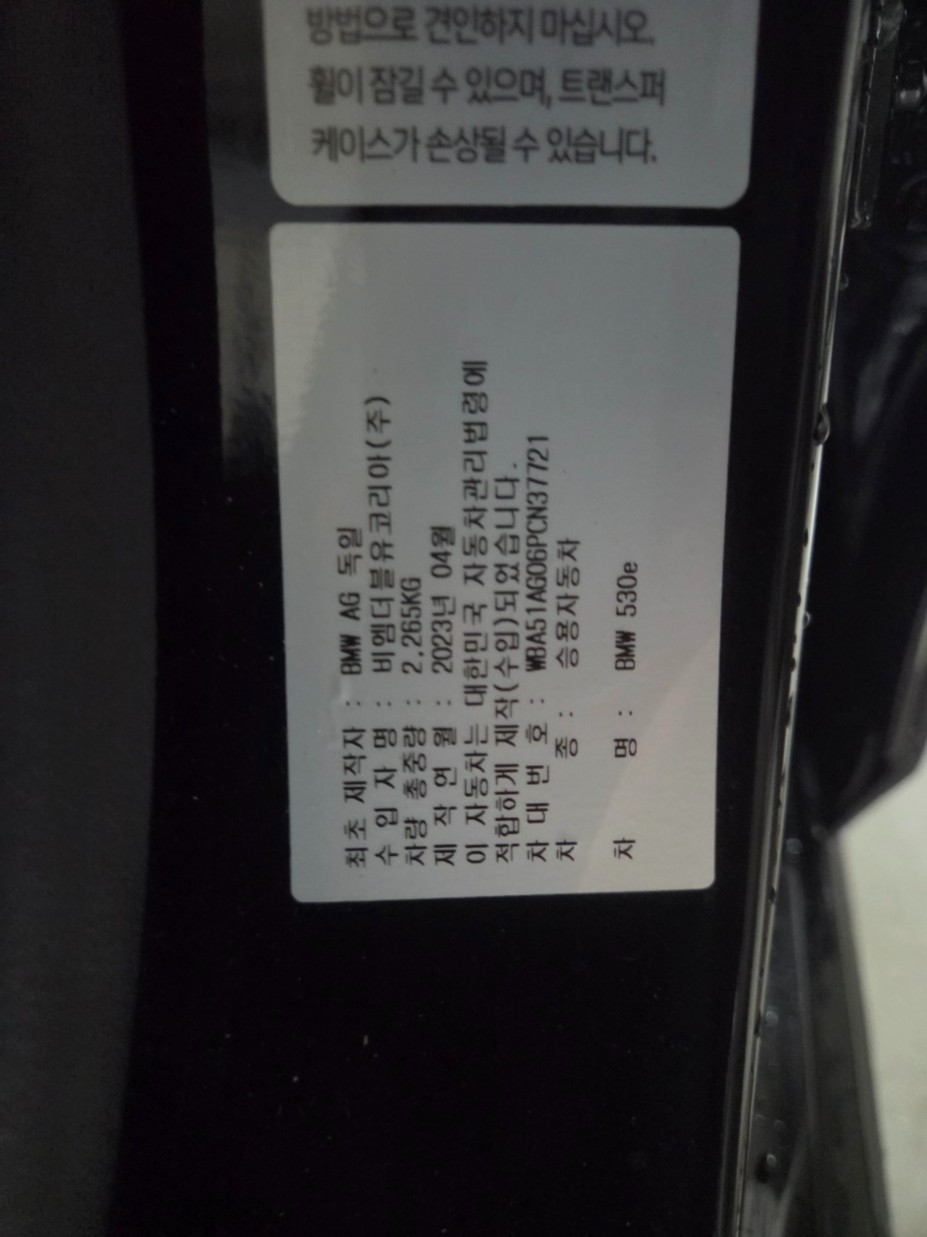 방법으로 견인하지 마십시오.
휠이 잠길 수 있으며, 트랜스퍼
케이스가 손상될 수 있습니다.
최초 제작자 : BMW AG 독일
수 입 자 명 : 비엠더블유코리아(주)
차량 총중량 : 2,265KG
제 작 연 월 : 2023년 04월
이 자동차는 대한민국 자동차관리법령에
적합하게 제작(수입)되었습니다.
차 대 번 호 : WBA51AG06PCN37721
차 종 : 승용자동차
차 명 : BMW 530e